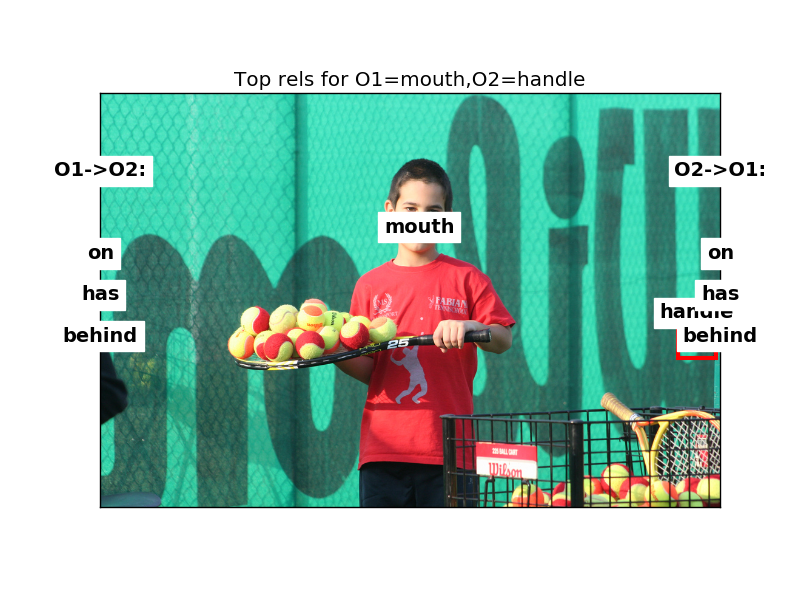 Top rels for O1=mouth,O2=handle
O1->O2:
O2->O1:
mouth
on
on
has
has
handle
behind
behind
FABIAN
25
Wilson